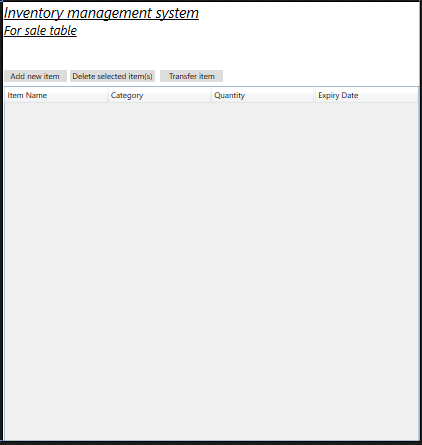 Inventory management system
For sale table
Add new item Delete selected item(s) Transfer item
Item Name Category Quantity Expiry Date